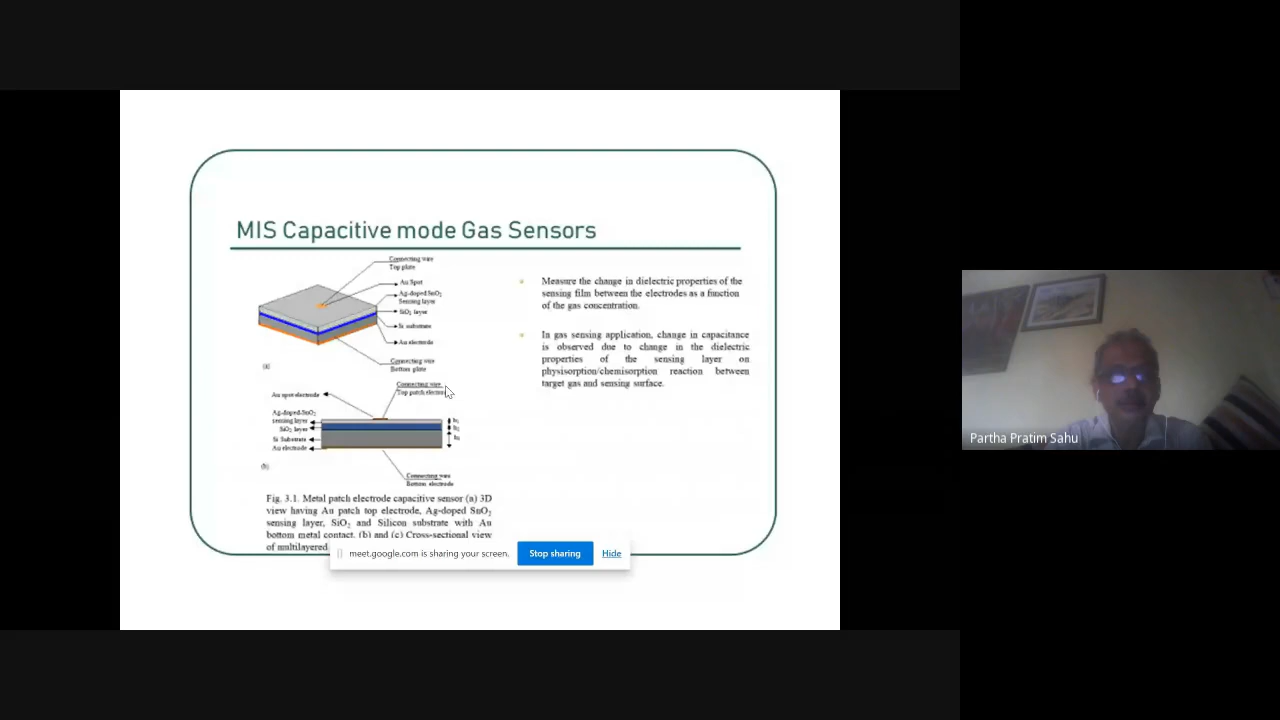 MIS Capacitive mode Gas Sensors
Connecting wire
Top plate
Au Spot
Ag-doped SnO2
Sensing layer
SiO2 layer
Si substrate
Au electrode
Connecting wire
Bottom plate
(a)
Connecting wire
Top patch electrode
Au spot electrode
Ag-doped-SnO2
sensing layer
SiO2 layer
Si Substrate
Au electrode
h1
h2
h3
(b)
Connecting wire
Bottom electrode
Fig. 3.1. Metal patch electrode capacitive sensor (a) 3D
view having Au patch top electrode, Ag-doped SnO2
sensing layer, SiO2 and Silicon substrate with Au
bottom metal contact. (b) and (c) Cross-sectional view
of multilayered
Measure the change in dielectric properties of the
sensing film between the electrodes as a function
of the gas concentration.
In gas sensing application, change in capacitance
is observed due to change in the dielectric
properties of the sensing layer on
physisorption/chemisorption reaction between
target gas and sensing surface.
meet.google.com is sharing your screen.
Stop sharing
Hide
Partha Pratim Sahu